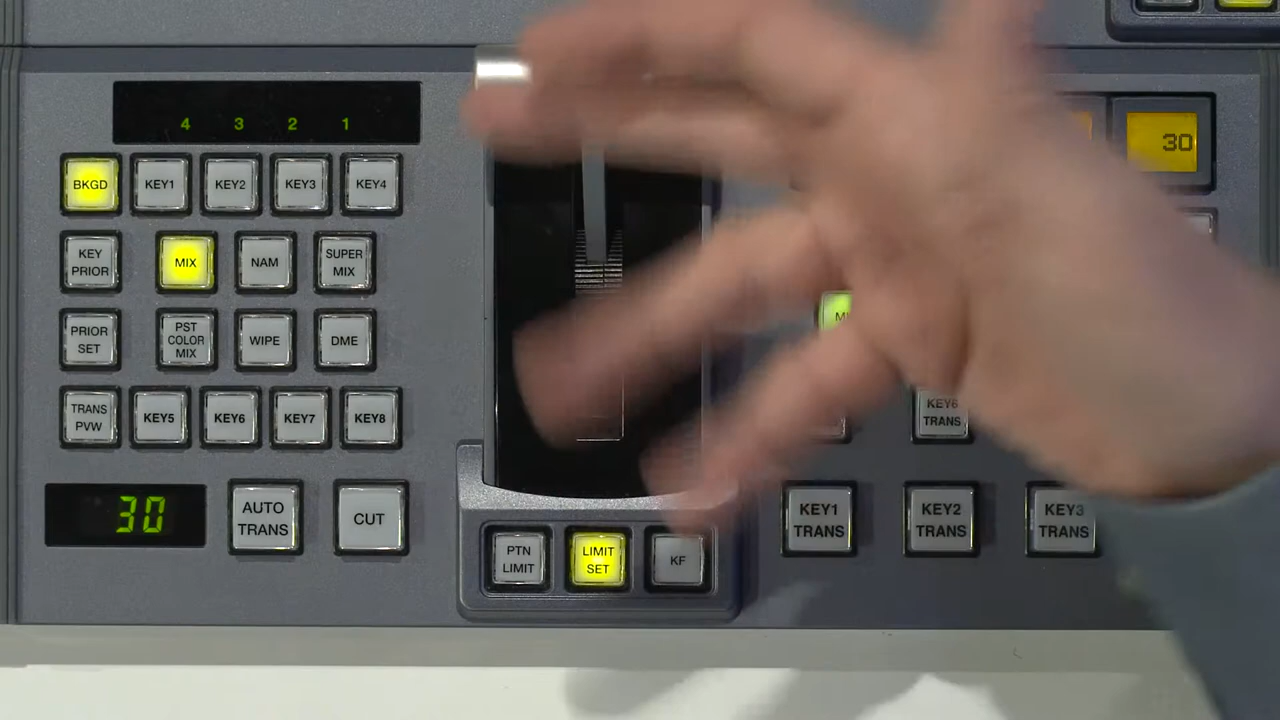 4 3 2 1
30
BKGD KEY1 KEY2 KEY3 KEY4
KEY PRIOR MIX NAM SUPER MIX
PRIOR SET PST COLOR MIX WIPE DME
TRANS PVW KEY5 KEY6 KEY7 KEY8
TRANS
30 AUTO TRANS CUT
KEY1 TRANS KEY2 TRANS KEY3 TRANS
PTN LIMIT LIMIT SET KF